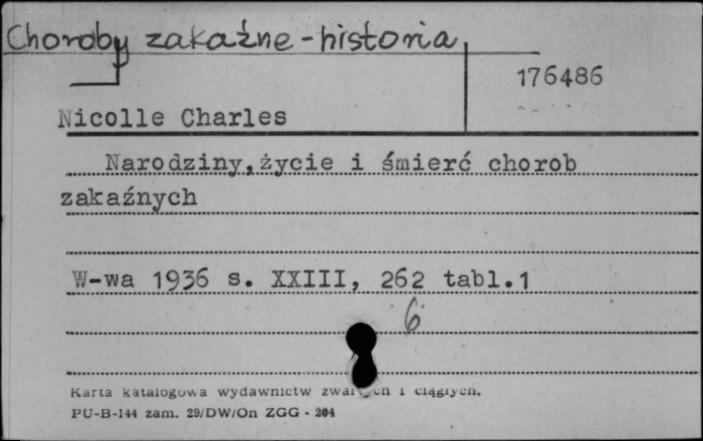 Choroby zakaźne - historia
176486
Nicolle Charles
Narodziny, życie i śmierć chorob
zakaźnych
W-wa 1936 s. XXIII, 262 tabl.1
6
Karta katalogowa wydawnictw i ciągłych.
PU-B-144 zam. 29/DW/On ZGG - 204